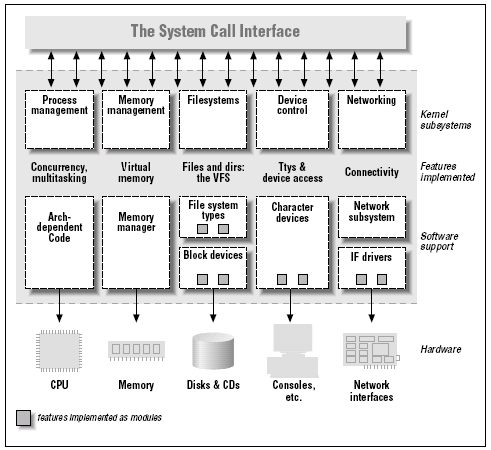 The System Call Interface
Process
management
Memory
management
Filesystems
Device
control
Networking
Kernel
subsystems
Concurrency,
multitasking
Virtual
memory
Files and dirs:
the VFS
Ttys &
device access
Connectivity
Features
implemented
Arch-
dependent
Code
Memory
manager
File system
types
Block devices
Character
devices
Network
subsystem
IF drivers
Software
support
Hardware
CPU
Memory
Disks & CDs
Consoles,
etc.
Network
interfaces
features implemented as modules